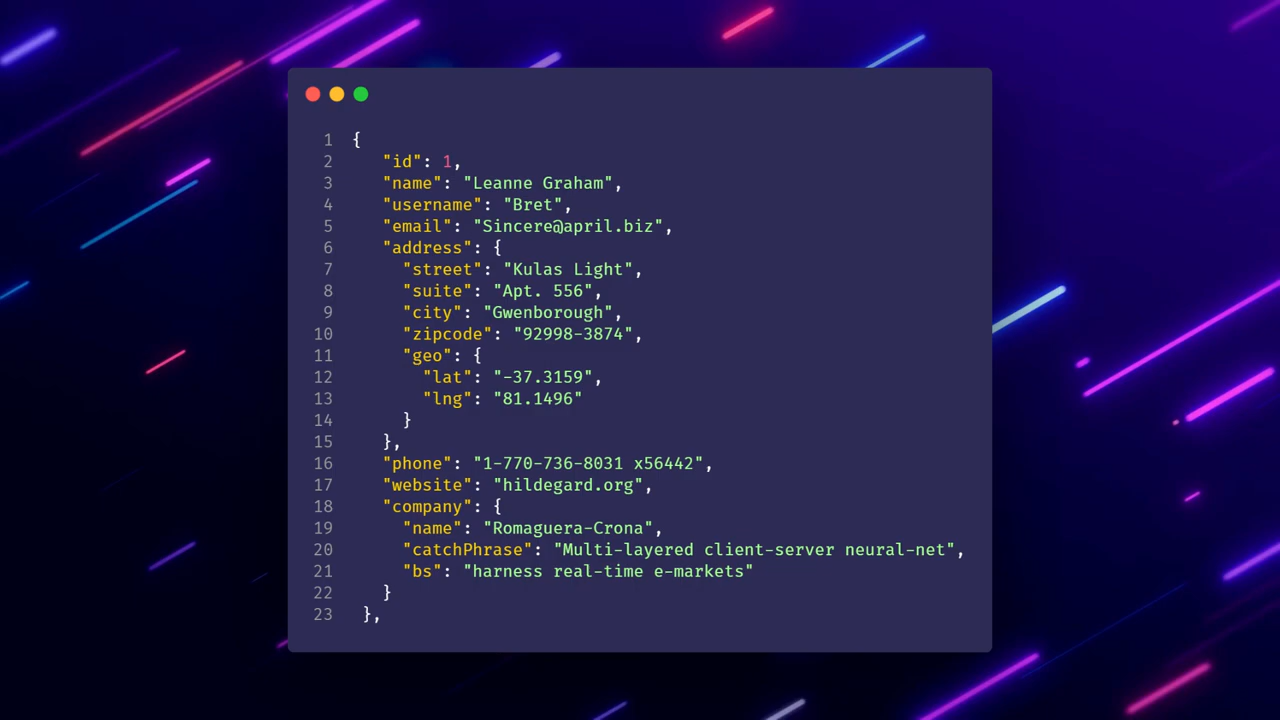 1 {
2 "id": 1,
3 "name": "Leanne Graham",
4 "username": "Bret",
5 "email": "Sincere@april.biz",
6 "address": {
7 "street": "Kulas Light",
8 "suite": "Apt. 556",
9 "city": "Gwenborough",
10 "zipcode": "92998-3874",
11 "geo": {
12 "lat": "-37.3159",
13 "lng": "81.1496"
14 }
15 },
16 "phone": "1-770-736-8031 x56442",
17 "website": "hildegard.org",
18 "company": {
19 "name": "Romaguera-Crona",
20 "catchPhrase": "Multi-layered client-server neural-net",
21 "bs": "harness real-time e-markets"
22 }
23 },